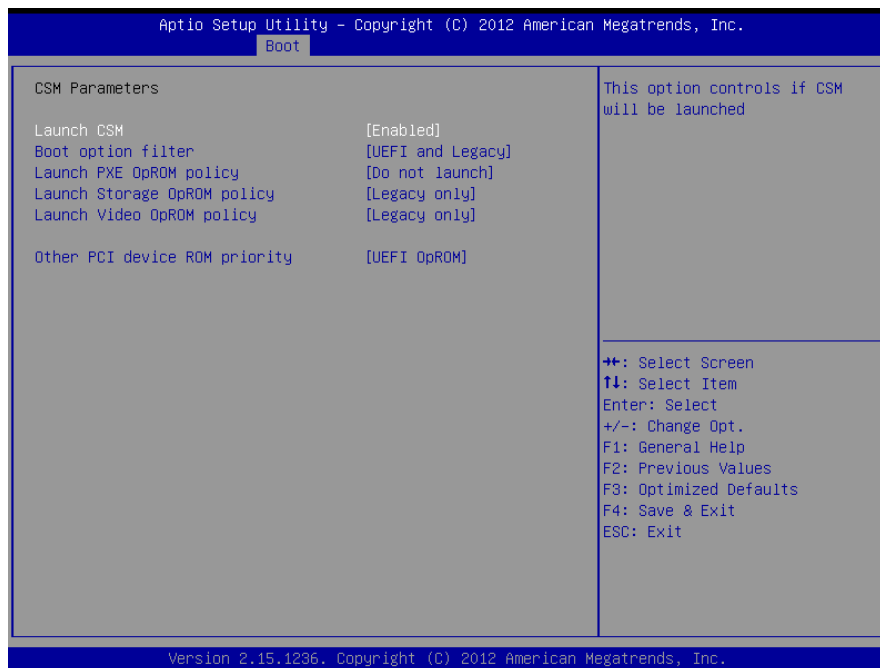 Aptio Setup Utility – Copyright (C) 2012 American Megatrends, Inc.
Boot
CSM Parameters
Launch CSM [Enabled]
Boot option filter [UEFI and Legacy]
Launch PXE OpROM policy [Do not launch]
Launch Storage OpROM policy [Legacy only]
Launch Video OpROM policy [Legacy only]
Other PCI device ROM priority [UEFI OpROM]
This option controls if CSM
will be launched
→←: Select Screen
↑↓: Select Item
Enter: Select
+/-: Change Opt.
F1: General Help
F2: Previous Values
F3: Optimized Defaults
F4: Save & Exit
ESC: Exit
Version 2.15.1236. Copyright (C) 2012 American Megatrends, Inc.